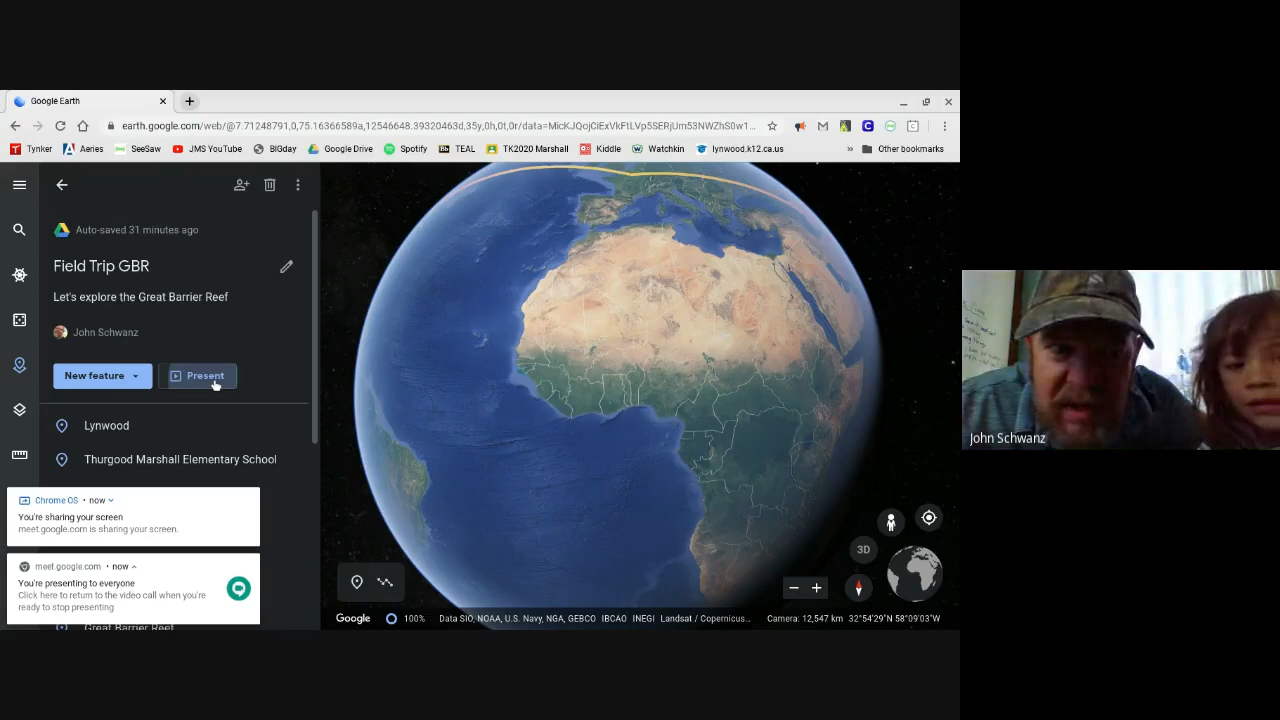 Google Earth
earth.google.com/web/@7.71248791,0,75.16366589a,12546648.39320463d,35y,0h,0t,0r/data=MicKJQojCiExVkFtLVp5SERjUm53NWZhS0w1...
Tynker Aeries SeeSaw JMS YouTube BIGday Google Drive Spotify TEAL TK2020 Marshall Kiddle Watchkin lynwood.k12.ca.us » Other bookmarks
Auto-saved 31 minutes ago
Field Trip GBR
Let's explore the Great Barrier Reef
John Schwanz
New feature Present
Lynwood
Thurgood Marshall Elementary School
Chrome OS • now
You're sharing your screen
meet.google.com is sharing your screen.
meet.google.com • now
You're presenting to everyone
Click here to return to the video call when you're
ready to stop presenting
Great Barrier Reef
3D
Google 100% Data SIO, NOAA, U.S. Navy, NGA, GEBCO IBCAO INEGI Landsat / Copernicus... Camera: 12,547 km 32°54'29"N 58°09'03"W
John Schwanz